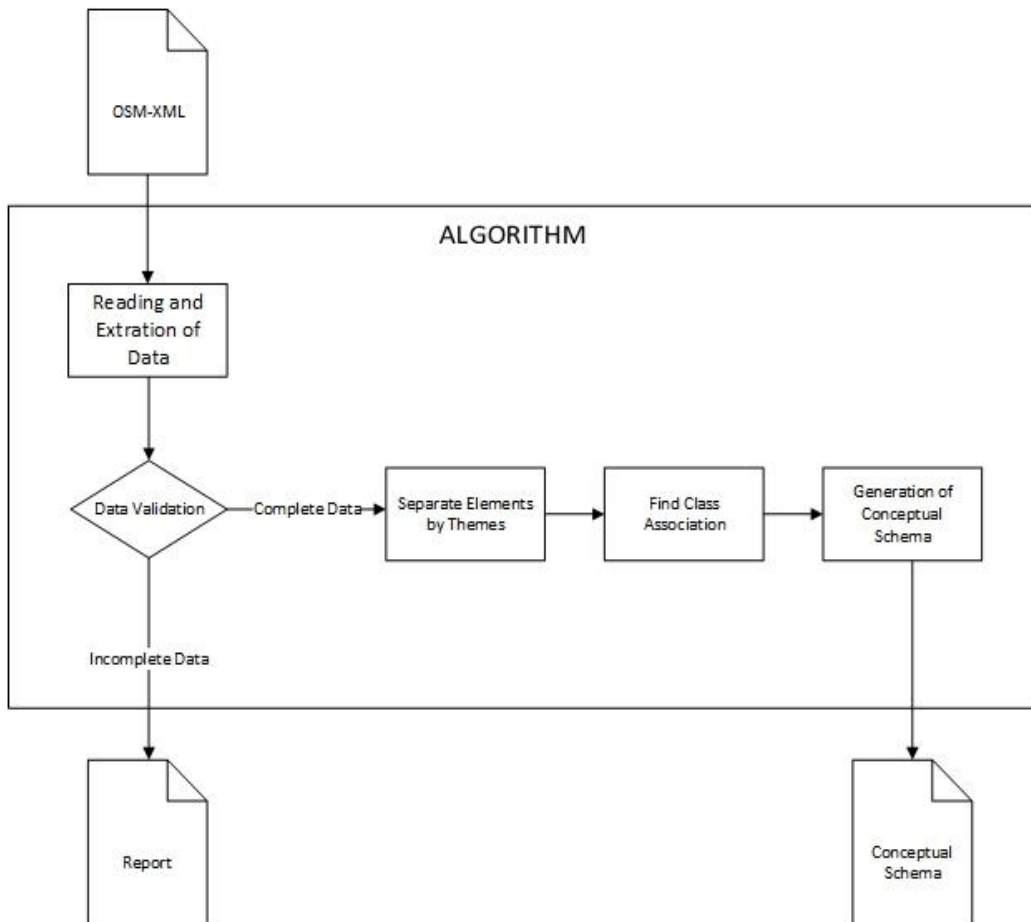 OSM-XML
ALGORITHM
Reading and
Extration of
Data
Data Validation
Complete Data
Separate Elements
by Themes
Find Class
Association
Generation of
Conceptual
Schema
Incomplete Data
Report
Conceptual
Schema